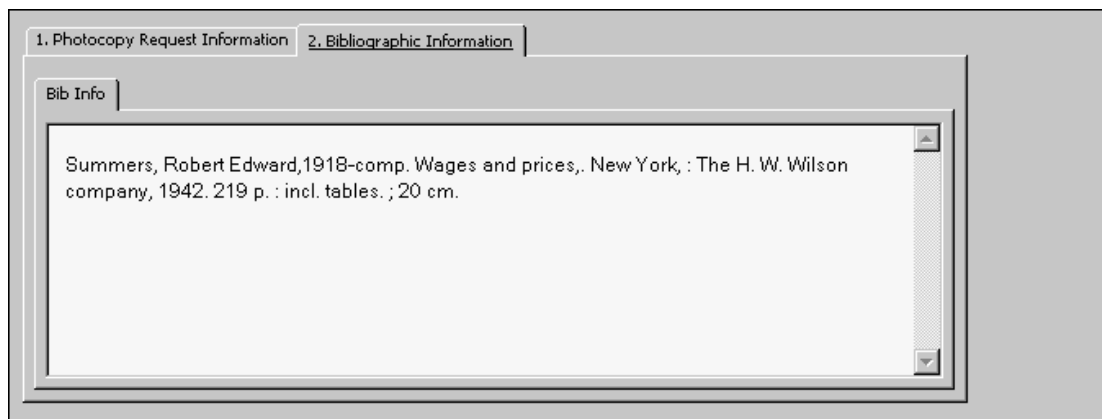 1. Photocopy Request Information 2. Bibliographic Information
Bib Info
Summers, Robert Edward,1918-comp. Wages and prices,. New York, : The H. W. Wilson
company, 1942. 219 p. : incl. tables. ; 20 cm.